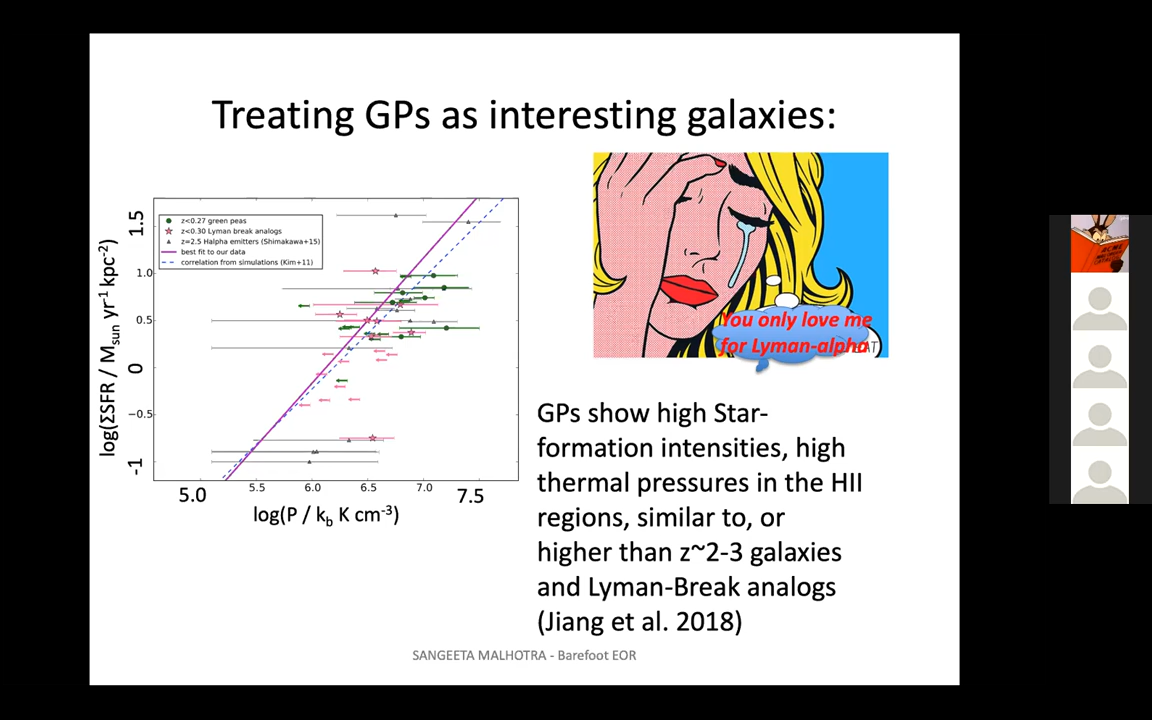 Treating GPs as interesting galaxies:
z<0.27 green peas
z<0.30 Lyman break analogs
z=2.5 Halpha emitters (Shimakawa+15)
best fit to our data
correlation from simulations (Kim+11)
log(ΣSFR / M_sun yr⁻¹ kpc⁻²)
1.5
1.0
0.5
0
−0.5
-1
5.0
5.5
6.0
6.5
7.0
7.5
log(P / k_b K cm⁻³)
You only love me
for Lyman-alpha
GPs show high Star-
formation intensities, high
thermal pressures in the HII
regions, similar to, or
higher than z~2-3 galaxies
and Lyman-Break analogs
(Jiang et al. 2018)
SANGEETA MALHOTRA - Barefoot EOR
ACME